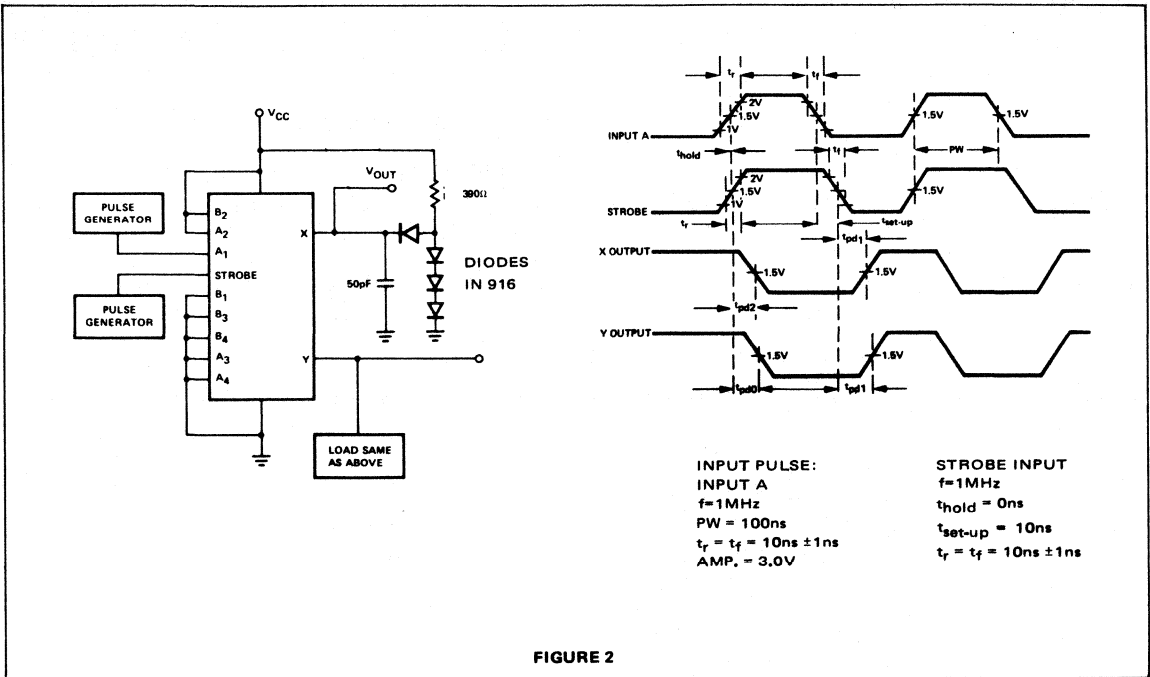 VCC
VOUT
390Ω
PULSE
GENERATOR
B2
A2
A1
STROBE
B1
B3
B4
A3
A4
X
Y
PULSE
GENERATOR
50pF
DIODES
IN 916
LOAD SAME
AS ABOVE
tr
tf
2V
1.5V
1V
INPUT A
1.5V
1.5V
PW
thold
tf
2V
1.5V
1V
STROBE
1.5V
tr
tset-up
tpd1
X OUTPUT
1.5V
1.5V
tpd2
Y OUTPUT
1.5V
1.5V
tpd0
tpd1
INPUT PULSE:
INPUT A
f=1MHz
PW = 100ns
tr = tf = 10ns ±1ns
AMP. = 3.0V
STROBE INPUT
f=1MHz
thold = 0ns
tset-up = 10ns
tr = tf = 10ns ±1ns
FIGURE 2